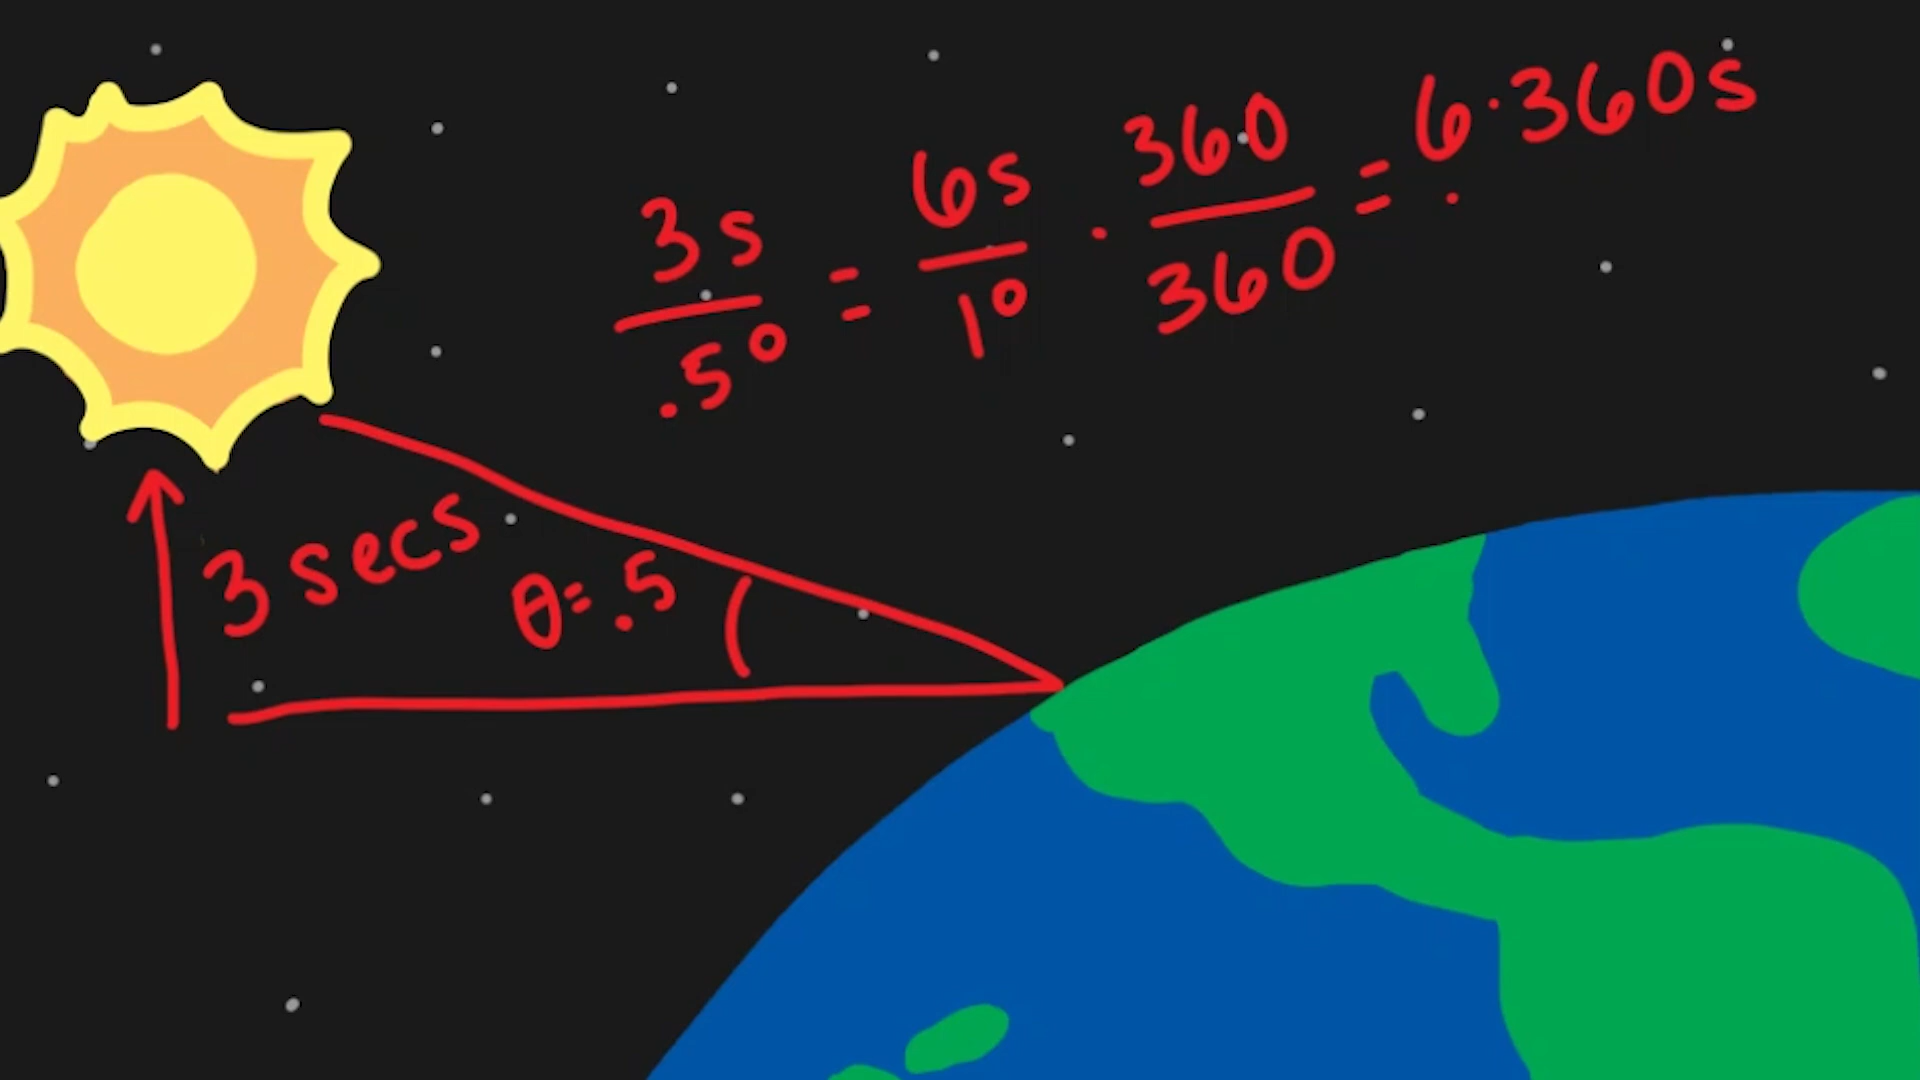 3s/.5° = 6s/1° · 360/360 = 6·360s
3 secs
θ=.5